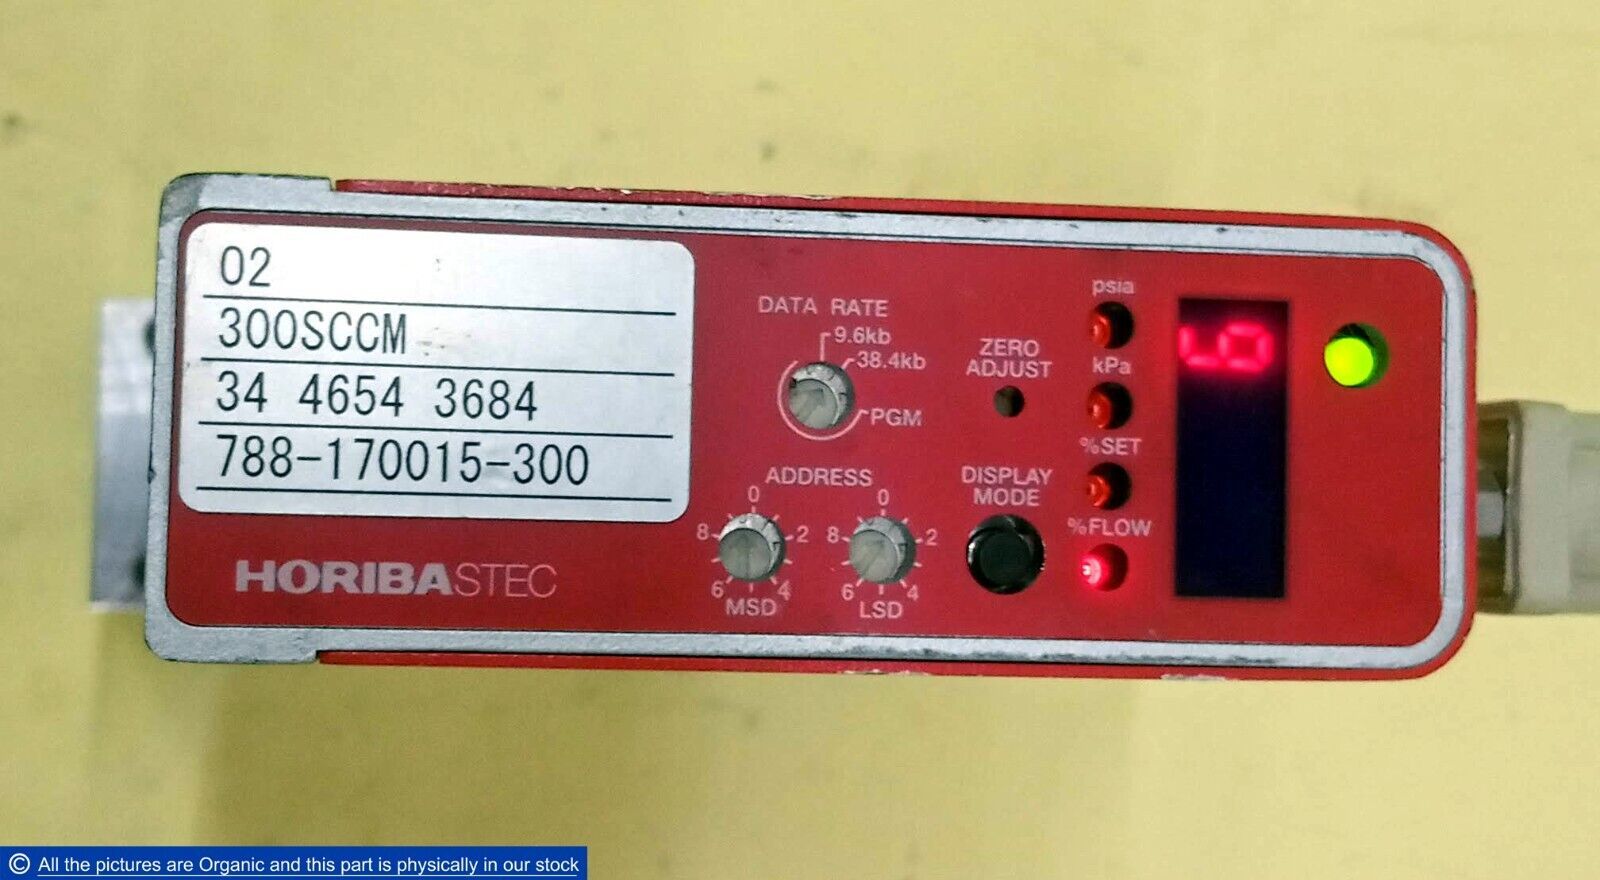 O2
300SCCM
34 4654 3684
788-170015-300
HORIBASTEC
DATA RATE
9.6kb
38.4kb
PGM
ADDRESS
0
2
4
6
8
MSD
0
2
4
6
8
LSD
ZERO
ADJUST
DISPLAY
MODE
psia
kPa
%SET
%FLOW
© All the pictures are Organic and this part is physically in our stock